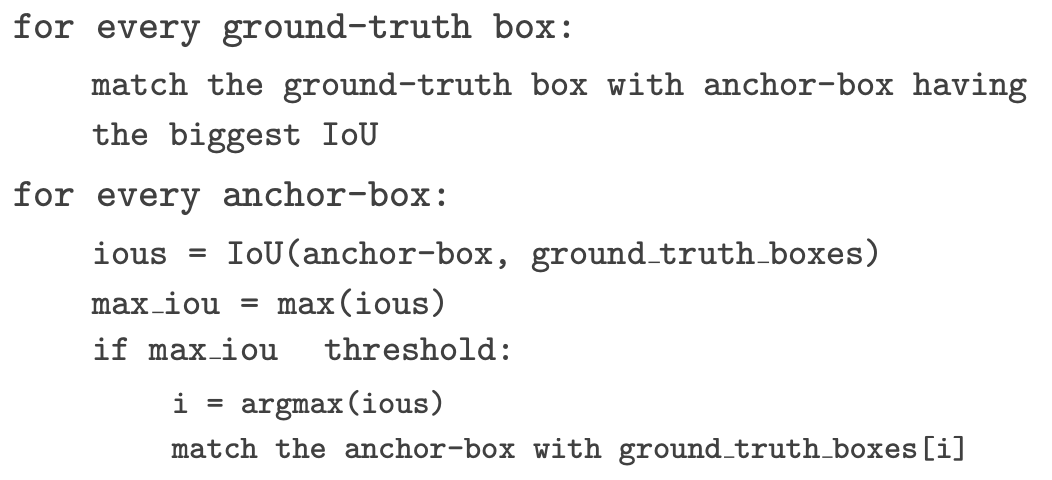 for every ground-truth box:
match the ground-truth box with anchor-box having
the biggest IoU
for every anchor-box:
ious = IoU(anchor-box, ground_truth_boxes)
max_iou = max(ious)
if max_iou threshold:
i = argmax(ious)
match the anchor-box with ground_truth_boxes[i]